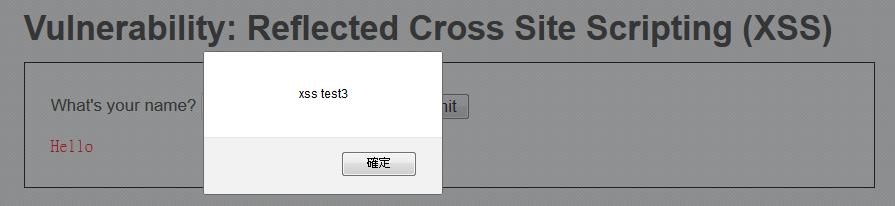 Vulnerability: Reflected Cross Site Scripting (XSS)
xss test3
What's your name?
Hello
確定